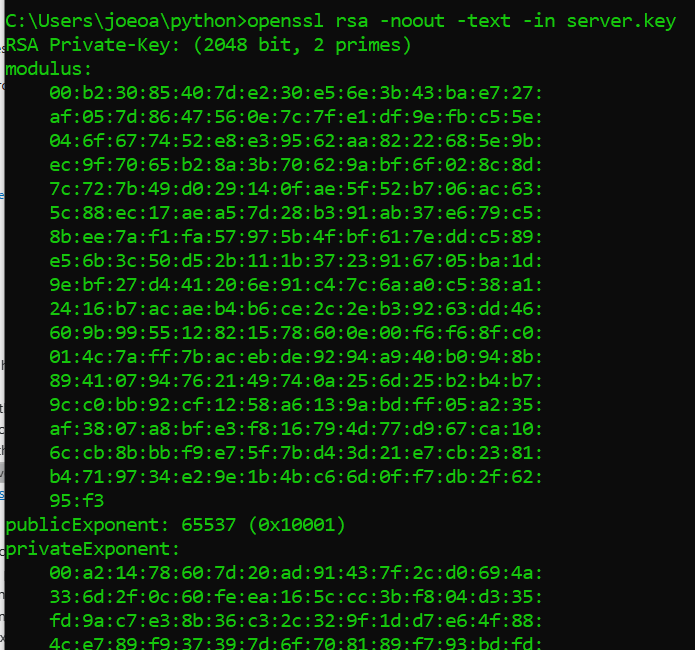 C:\Users\joeoa\python>openssl rsa -noout -text -in server.key
RSA Private-Key: (2048 bit, 2 primes)
modulus:
00:b2:30:85:40:7d:e2:30:e5:6e:3b:43:ba:e7:27:
af:05:7d:86:47:56:0e:7c:7f:e1:df:9e:fb:c5:5e:
04:6f:67:74:52:e8:e3:95:62:aa:82:22:68:5e:9b:
ec:9f:70:65:b2:8a:3b:70:62:9a:bf:6f:02:8c:8d:
7c:72:7b:49:d0:29:14:0f:ae:5f:52:b7:06:ac:63:
5c:88:ec:17:ae:a5:7d:28:b3:91:ab:37:e6:79:c5:
8b:ee:7a:f1:fa:57:97:5b:4f:bf:61:7e:dd:c5:89:
e5:6b:3c:50:d5:2b:11:1b:37:23:91:67:05:ba:1d:
9e:bf:27:d4:41:20:6e:91:c4:7c:6a:a0:c5:38:a1:
24:16:b7:ac:ae:b4:b6:ce:2c:2e:b3:92:63:dd:46:
60:9b:99:55:12:82:15:78:60:0e:00:f6:f6:8f:c0:
01:4c:7a:ff:7b:ac:eb:de:92:94:a9:40:b0:94:8b:
89:41:07:94:76:21:49:74:0a:25:6d:25:b2:b4:b7:
9c:c0:bb:92:cf:12:58:a6:13:9a:bd:ff:05:a2:35:
af:38:07:a8:bf:e3:f8:16:79:4d:77:d9:67:ca:10:
6c:cb:8b:bb:f9:e7:5f:7b:d4:3d:21:e7:cb:23:81:
b4:71:97:34:e2:9e:1b:4b:c6:6d:0f:f7:db:2f:62:
95:f3
publicExponent: 65537 (0x10001)
privateExponent:
00:a2:14:78:60:7d:20:ad:91:43:7f:2c:d0:69:4a:
33:6d:2f:0c:60:fe:ea:16:5c:cc:3b:f8:04:d3:35:
fd:9a:c7:e3:8b:36:c3:2c:32:9f:1d:d7:e6:4f:88:
4c:e7:89:f9:37:39:7d:6f:70:81:89:f7:93:bd:fd: